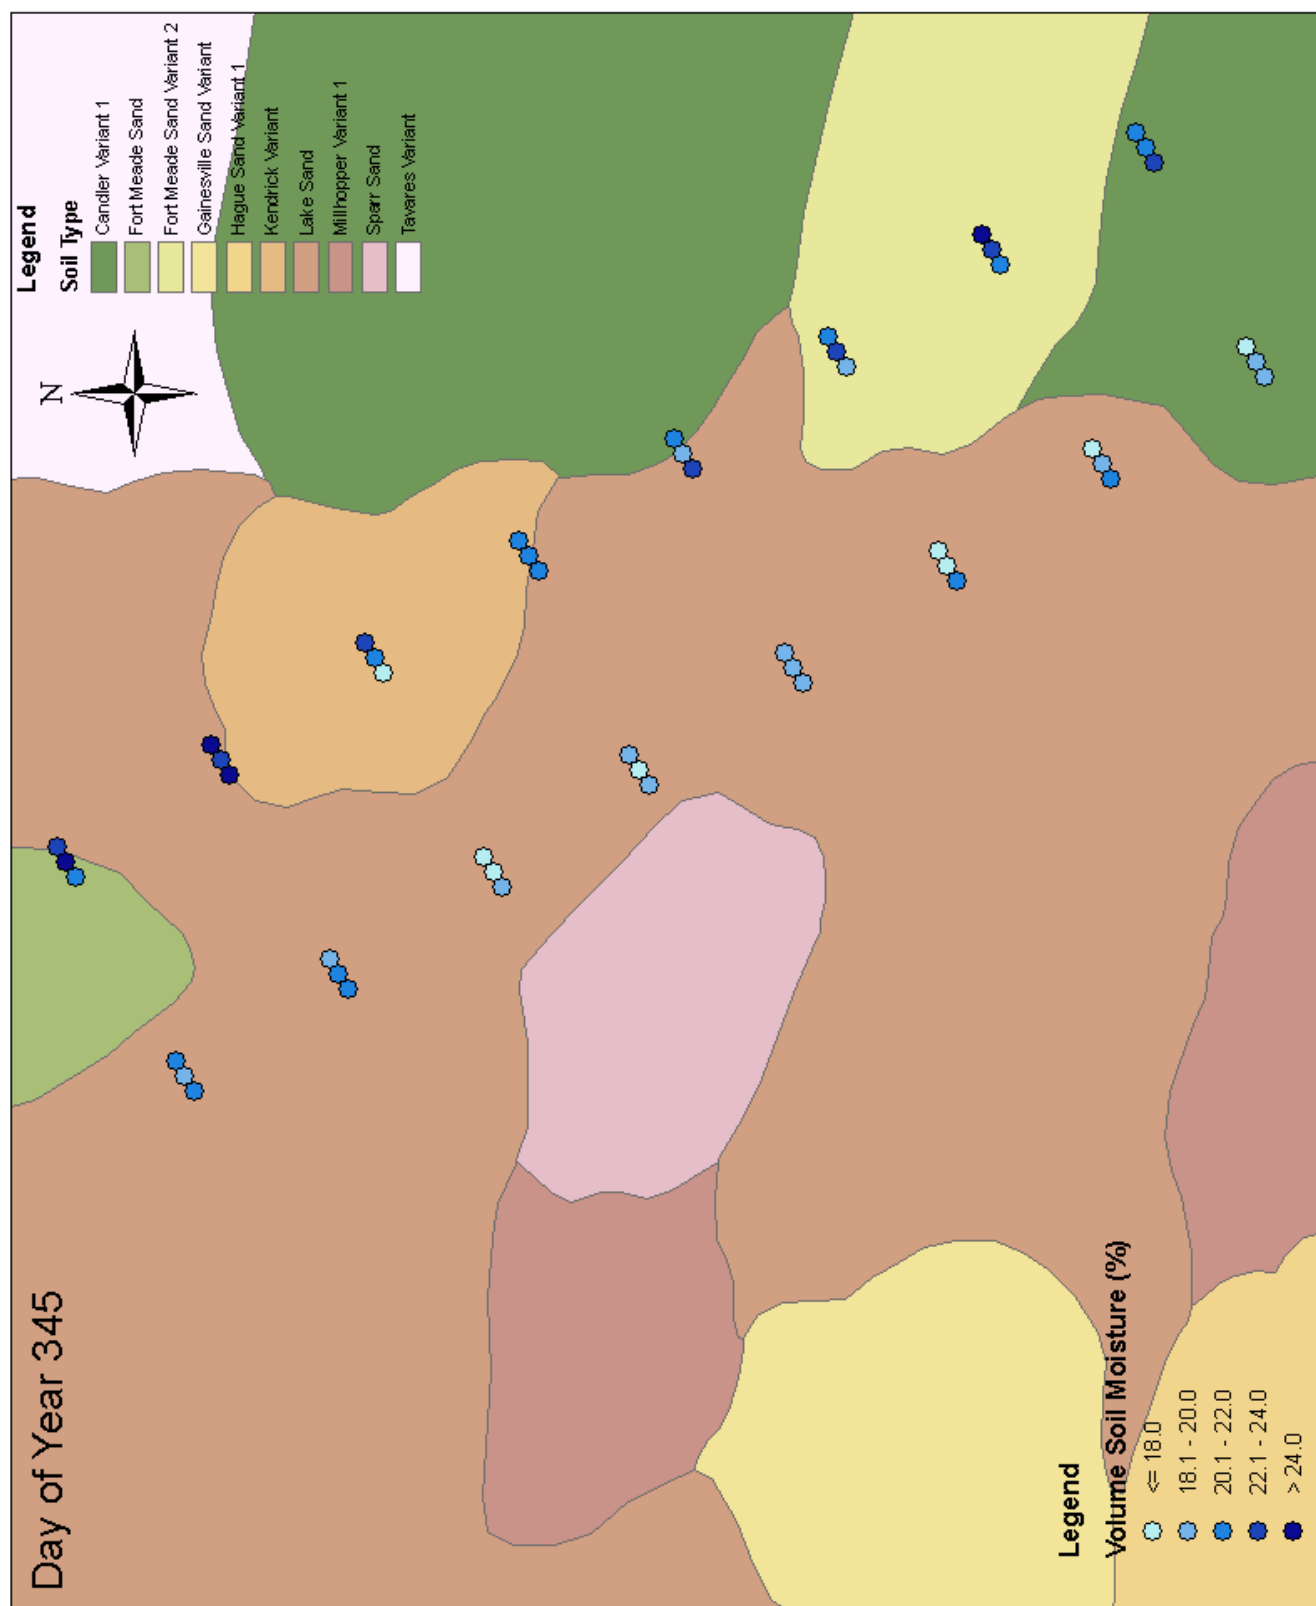 Day of Year 345
N
Legend
Soil Type
Candler Variant 1
Fort Meade Sand
Fort Meade Sand Variant 2
Gainesville Sand Variant
Hague Sand Variant 1
Kendrick Variant
Lake Sand
Millhopper Variant 1
Sparr Sand
Tavares Variant
Legend
Volume Soil Moisture (%)
<= 18.0
18.1 - 20.0
20.1 - 22.0
22.1 - 24.0
> 24.0